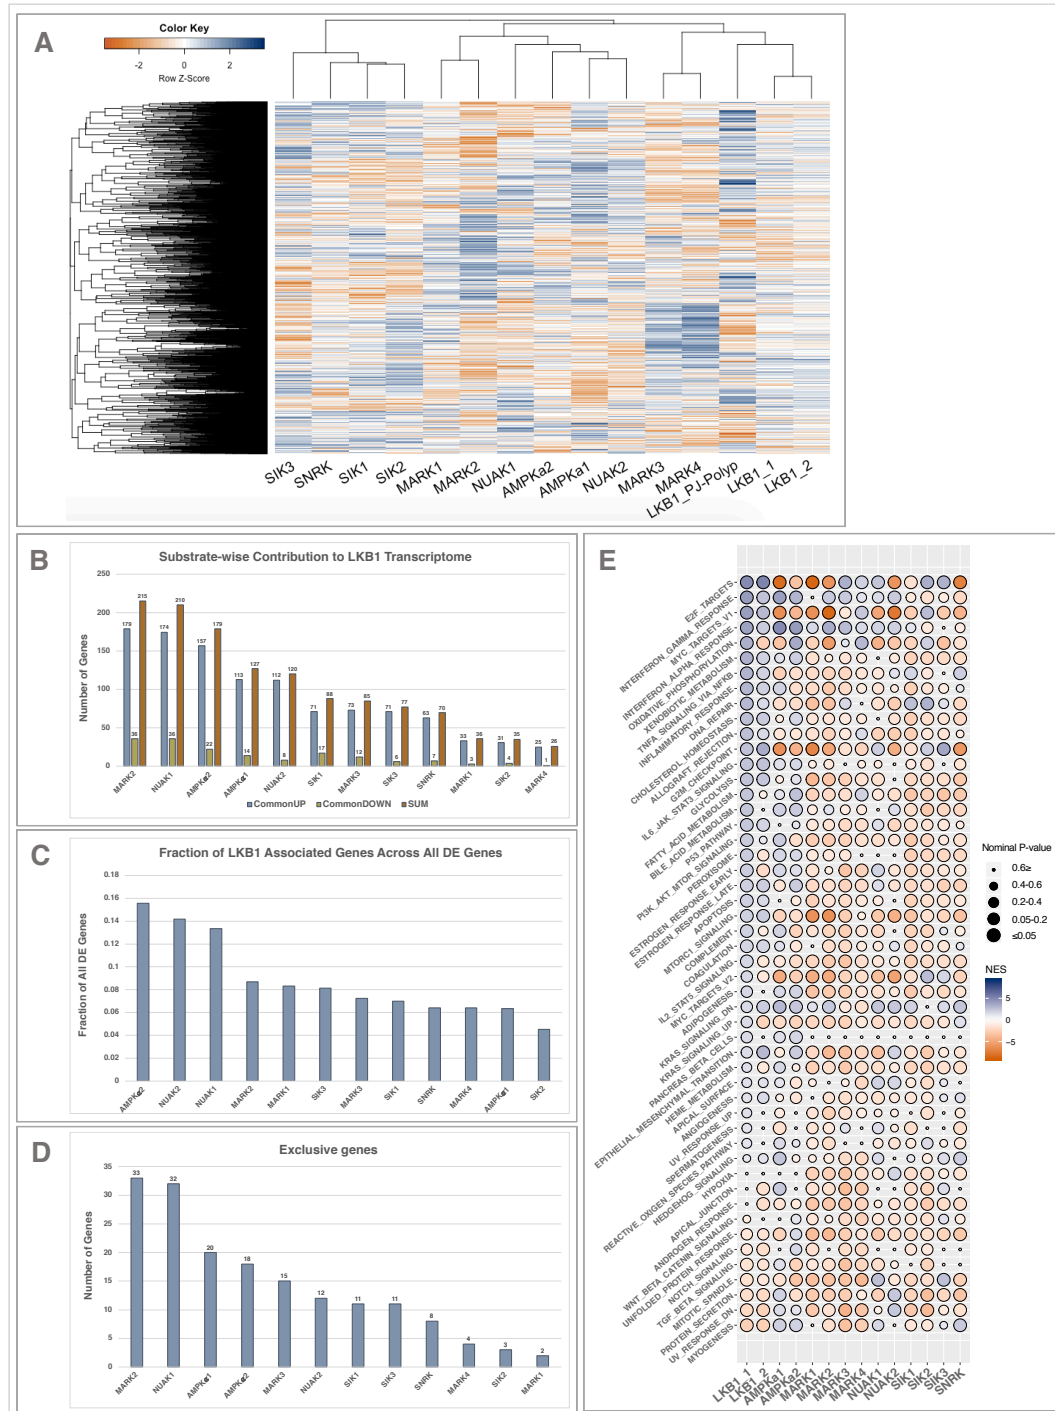 A
Color Key
-2
0
2
Row Z-Score
SIK3
SNRK
SIK1
SIK2
MARK1
MARK2
NUAK1
AMPKa2
AMPKa1
NUAK2
MARK3
MARK4
LKB1_PJ-Polyp
LKB1_1
LKB1_2
B
Substrate-wise Contribution to LKB1 Transcriptome
Number of Genes
250
200
150
100
50
0
179
36
215
174
36
210
157
22
179
113
14
127
112
8
120
71
17
88
73
12
85
71
6
77
63
7
70
33
3
36
31
4
35
25
1
26
MARK2
NUAK1
AMPKα2
AMPKα1
NUAK2
SIK1
MARK3
SIK3
SNRK
MARK1
SIK2
MARK4
CommonUP
CommonDOWN
SUM
C
Fraction of LKB1 Associated Genes Across All DE Genes
Fraction of All DE Genes
0.18
0.16
0.14
0.12
0.1
0.08
0.06
0.04
0.02
0
AMPKα2
NUAK2
NUAK1
MARK2
MARK1
SIK3
MARK3
SIK1
SNRK
MARK4
AMPKα1
SIK2
D
Exclusive genes
Number of Genes
35
30
25
20
15
10
5
0
33
32
20
18
15
12
11
11
8
4
3
2
MARK2
NUAK1
AMPKα1
AMPKα2
MARK3
NUAK2
SIK1
SIK3
SNRK
MARK4
SIK2
MARK1
E
E2F_TARGETS
INTERFERON_GAMMA_RESPONSE
MYC_TARGETS_V1
INTERFERON_ALPHA_RESPONSE
OXIDATIVE_PHOSPHORYLATION
XENOBIOTIC_METABOLISM
TNFA_SIGNALING_VIA_NFKB
INFLAMMATORY_RESPONSE
DNA_REPAIR
CHOLESTEROL_HOMEOSTASIS
ALLOGRAFT_REJECTION
G2M_CHECKPOINT
IL6_JAK_STAT3_SIGNALING
GLYCOLYSIS
FATTY_ACID_METABOLISM
BILE_ACID_METABOLISM
P53_PATHWAY
PI3K_AKT_MTOR_SIGNALING
PEROXISOME
ESTROGEN_RESPONSE_EARLY
ESTROGEN_RESPONSE_LATE
APOPTOSIS
MTORC1_SIGNALING
COMPLEMENT
COAGULATION
IL2_STAT5_SIGNALING
MYC_TARGETS_V2
ADIPOGENESIS
KRAS_SIGNALING_DN
KRAS_SIGNALING_UP
PANCREAS_BETA_CELLS
EPITHELIAL_MESENCHYMAL_TRANSITION
HEME_METABOLISM
APICAL_SURFACE
ANGIOGENESIS
UV_RESPONSE_UP
SPERMATOGENESIS
REACTIVE_OXYGEN_SPECIES_PATHWAY
HEDGEHOG_SIGNALING
HYPOXIA
APICAL_JUNCTION
ANDROGEN_RESPONSE
WNT_BETA_CATENIN_SIGNALING
UNFOLDED_PROTEIN_RESPONSE
NOTCH_SIGNALING
TGF_BETA_SIGNALING
MITOTIC_SPINDLE
PROTEIN_SECRETION
UV_RESPONSE_DN
MYOGENESIS
LKB1_1
LKB1_2
AMPKa1
AMPKa2
MARK1
MARK2
MARK3
MARK4
NUAK1
NUAK2
SIK1
SIK2
SIK3
SNRK
Nominal P-value
0.6≥
0.4-0.6
0.2-0.4
0.05-0.2
≤0.05
NES
5
0
-5